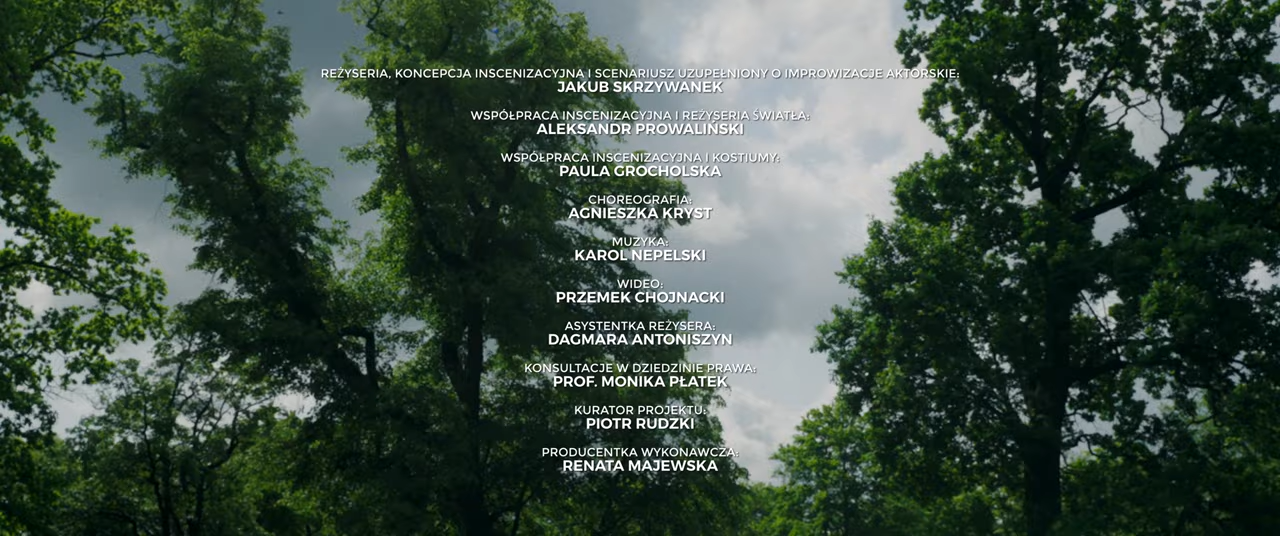 REŻYSERIA, KONCEPCJA INSCENIZACYJNA I SCENARIUSZ UZUPEŁNIONY O IMPROWIZACJE AKTORSKIE:
JAKUB SKRZYWANEK
WSPÓŁPRACA INSCENIZACYJNA I REŻYSERIA ŚWIATŁA:
ALEKSANDR PROWALIŃSKI
WSPÓŁPRACA INSCENIZACYJNA I KOSTIUMY:
PAULA GROCHOLSKA
CHOREOGRAFIA:
AGNIESZKA KRYST
MUZYKA:
KAROL NEPELSKI
WIDEO:
PRZEMEK CHOJNACKI
ASYSTENTKA REŻYSERA:
DAGMARA ANTONISZYN
KONSULTACJE W DZIEDZINIE PRAWA:
PROF. MONIKA PŁATEK
KURATOR PROJEKTU:
PIOTR RUDZKI
PRODUCENTKA WYKONAWCZA:
RENATA MAJEWSKA